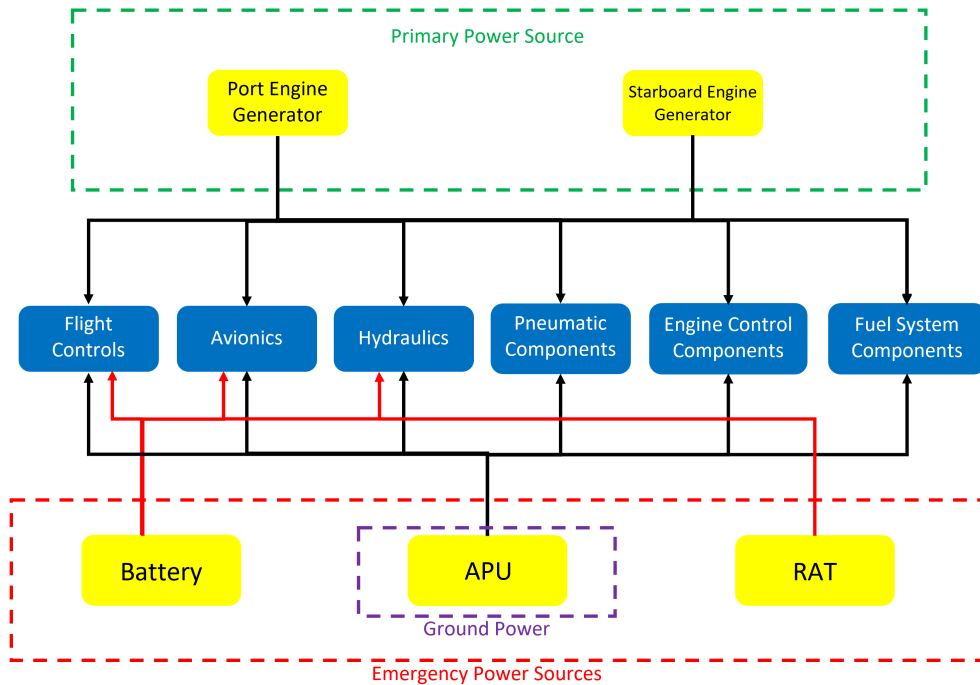 Primary Power Source
Port Engine
Generator
Starboard Engine
Generator
Flight
Controls
Avionics
Hydraulics
Pneumatic
Components
Engine Control
Components
Fuel System
Components
Battery
APU
RAT
Ground Power
Emergency Power Sources